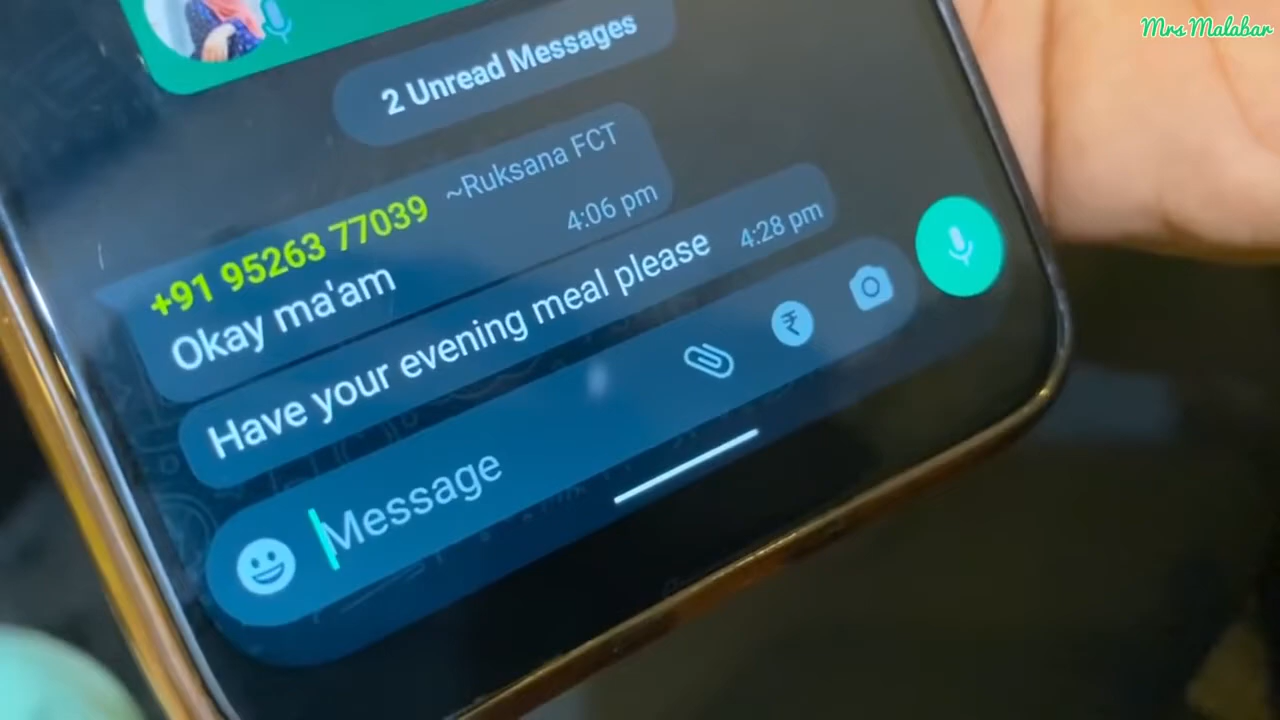 Mrs Malabar
2 Unread Messages
+91 95263 77039 ~Ruksana FCT
Okay ma'am 4:06 pm
Have your evening meal please 4:28 pm
Message